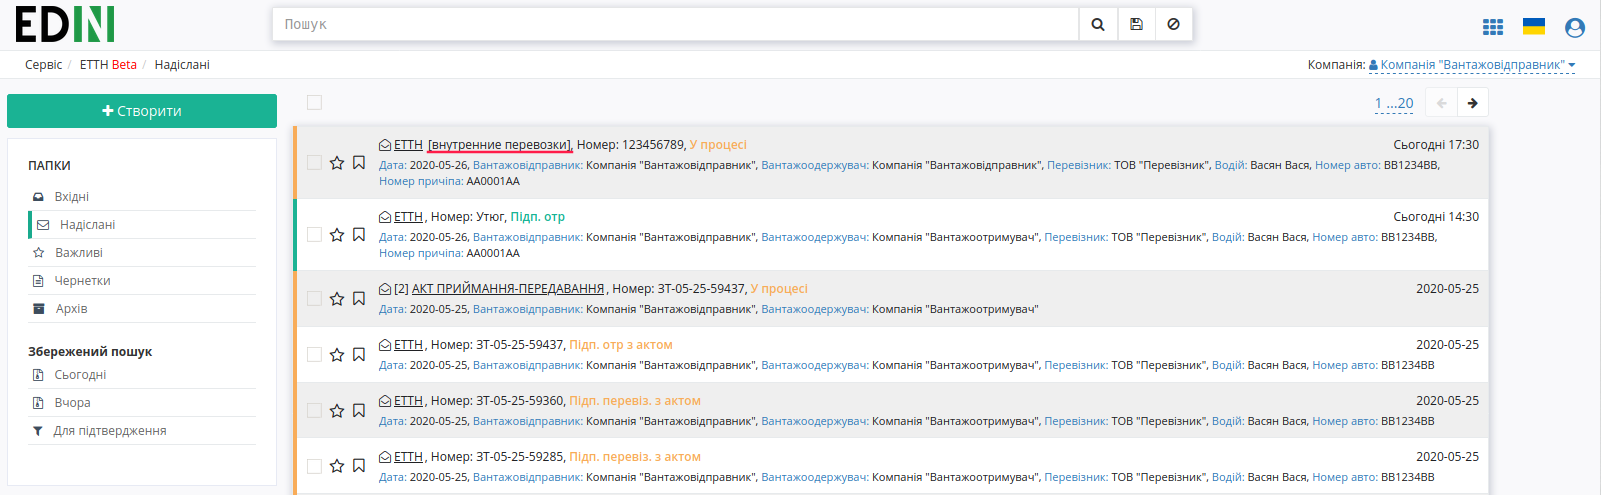 EDIN
Пошук
Сервіс / ЕТТН Beta / Надіслані
Компанія: Компанія "Вантажовідправник"
Створити
1 ...20
ПАПКИ
Вхідні
Надіслані
Важливі
Чернетки
Архів
Збережений пошук
Сьогодні
Вчора
Для підтвердження
ЕТТН [внутренние перевозки], Номер: 123456789, У процесі Сьогодні 17:30
Дата: 2020-05-26, Вантажовідправник: Компанія "Вантажовідправник", Вантажоодержувач: Компанія "Вантажовідправник", Перевізник: ТОВ "Перевізник", Водій: Васян Вася, Номер авто: ВВ1234ВВ,
Номер причіпа: АА0001АА
ЕТТН , Номер: Утюг, Підп. отр Сьогодні 14:30
Дата: 2020-05-26, Вантажовідправник: Компанія "Вантажовідправник", Вантажоодержувач: Компанія "Вантажоотримувач", Перевізник: ТОВ "Перевізник", Водій: Васян Вася, Номер авто: ВВ1234ВВ,
Номер причіпа: АА0001АА
[2] АКТ ПРИЙМАННЯ-ПЕРЕДАВАННЯ , Номер: ЗТ-05-25-59437, У процесі 2020-05-25
Дата: 2020-05-25, Вантажовідправник: Компанія "Вантажовідправник", Вантажоодержувач: Компанія "Вантажоотримувач"
ЕТТН , Номер: ЗТ-05-25-59437, Підп. отр з актом 2020-05-25
Дата: 2020-05-25, Вантажовідправник: Компанія "Вантажовідправник", Вантажоодержувач: Компанія "Вантажоотримувач", Перевізник: ТОВ "Перевізник", Водій: Васян Вася, Номер авто: ВВ1234ВВ
ЕТТН , Номер: ЗТ-05-25-59360, Підп. перевіз. з актом 2020-05-25
Дата: 2020-05-25, Вантажовідправник: Компанія "Вантажовідправник", Вантажоодержувач: Компанія "Вантажоотримувач", Перевізник: ТОВ "Перевізник", Водій: Васян Вася, Номер авто: ВВ1234ВВ
ЕТТН , Номер: ЗТ-05-25-59285, Підп. перевіз. з актом 2020-05-25
Дата: 2020-05-25, Вантажовідправник: Компанія "Вантажовідправник", Вантажоодержувач: Компанія "Вантажоотримувач", Перевізник: ТОВ "Перевізник", Водій: Васян Вася, Номер авто: ВВ1234ВВ